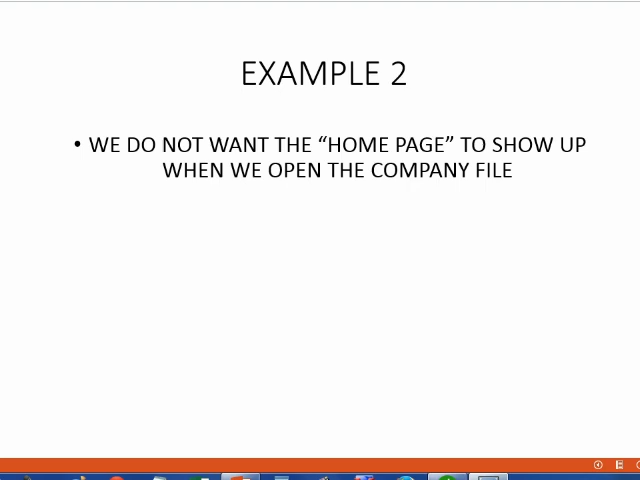 EXAMPLE 2
• WE DO NOT WANT THE “HOME PAGE” TO SHOW UP
WHEN WE OPEN THE COMPANY FILE